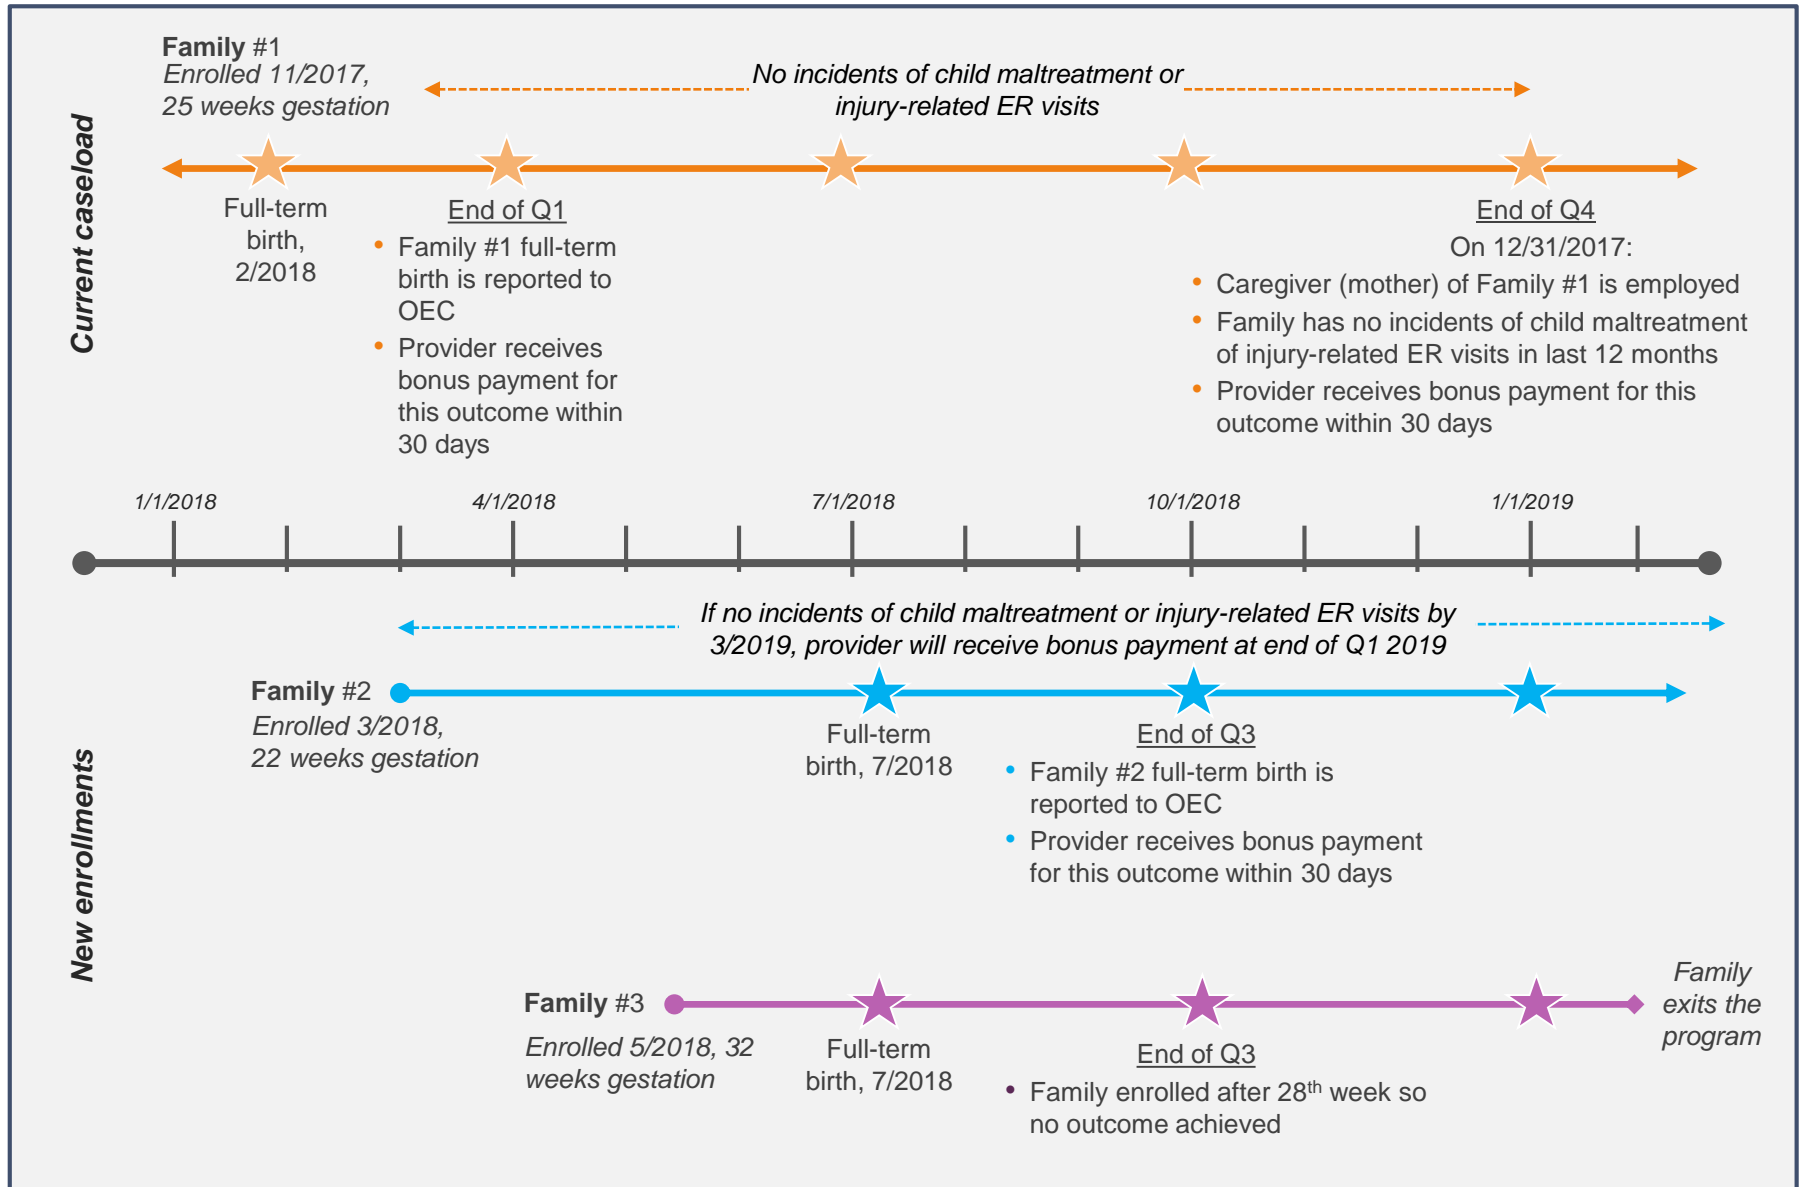 Current caseload
Family #1
Enrolled 11/2017,
25 weeks gestation
No incidents of child maltreatment or
injury-related ER visits
Full-term
birth,
2/2018
End of Q1
• Family #1 full-term
birth is reported to
OEC
• Provider receives
bonus payment for
this outcome within
30 days
End of Q4
On 12/31/2017:
• Caregiver (mother) of Family #1 is employed
• Family has no incidents of child maltreatment
of injury-related ER visits in last 12 months
• Provider receives bonus payment for this
outcome within 30 days
1/1/2018
4/1/2018
7/1/2018
10/1/2018
1/1/2019
New enrollments
If no incidents of child maltreatment or injury-related ER visits by
3/2019, provider will receive bonus payment at end of Q1 2019
Family #2
Enrolled 3/2018,
22 weeks gestation
Full-term
birth, 7/2018
End of Q3
• Family #2 full-term birth is
reported to OEC
• Provider receives bonus payment
for this outcome within 30 days
Family #3
Enrolled 5/2018, 32
weeks gestation
Full-term
birth, 7/2018
End of Q3
• Family enrolled after 28th week so
no outcome achieved
Family
exits the
program